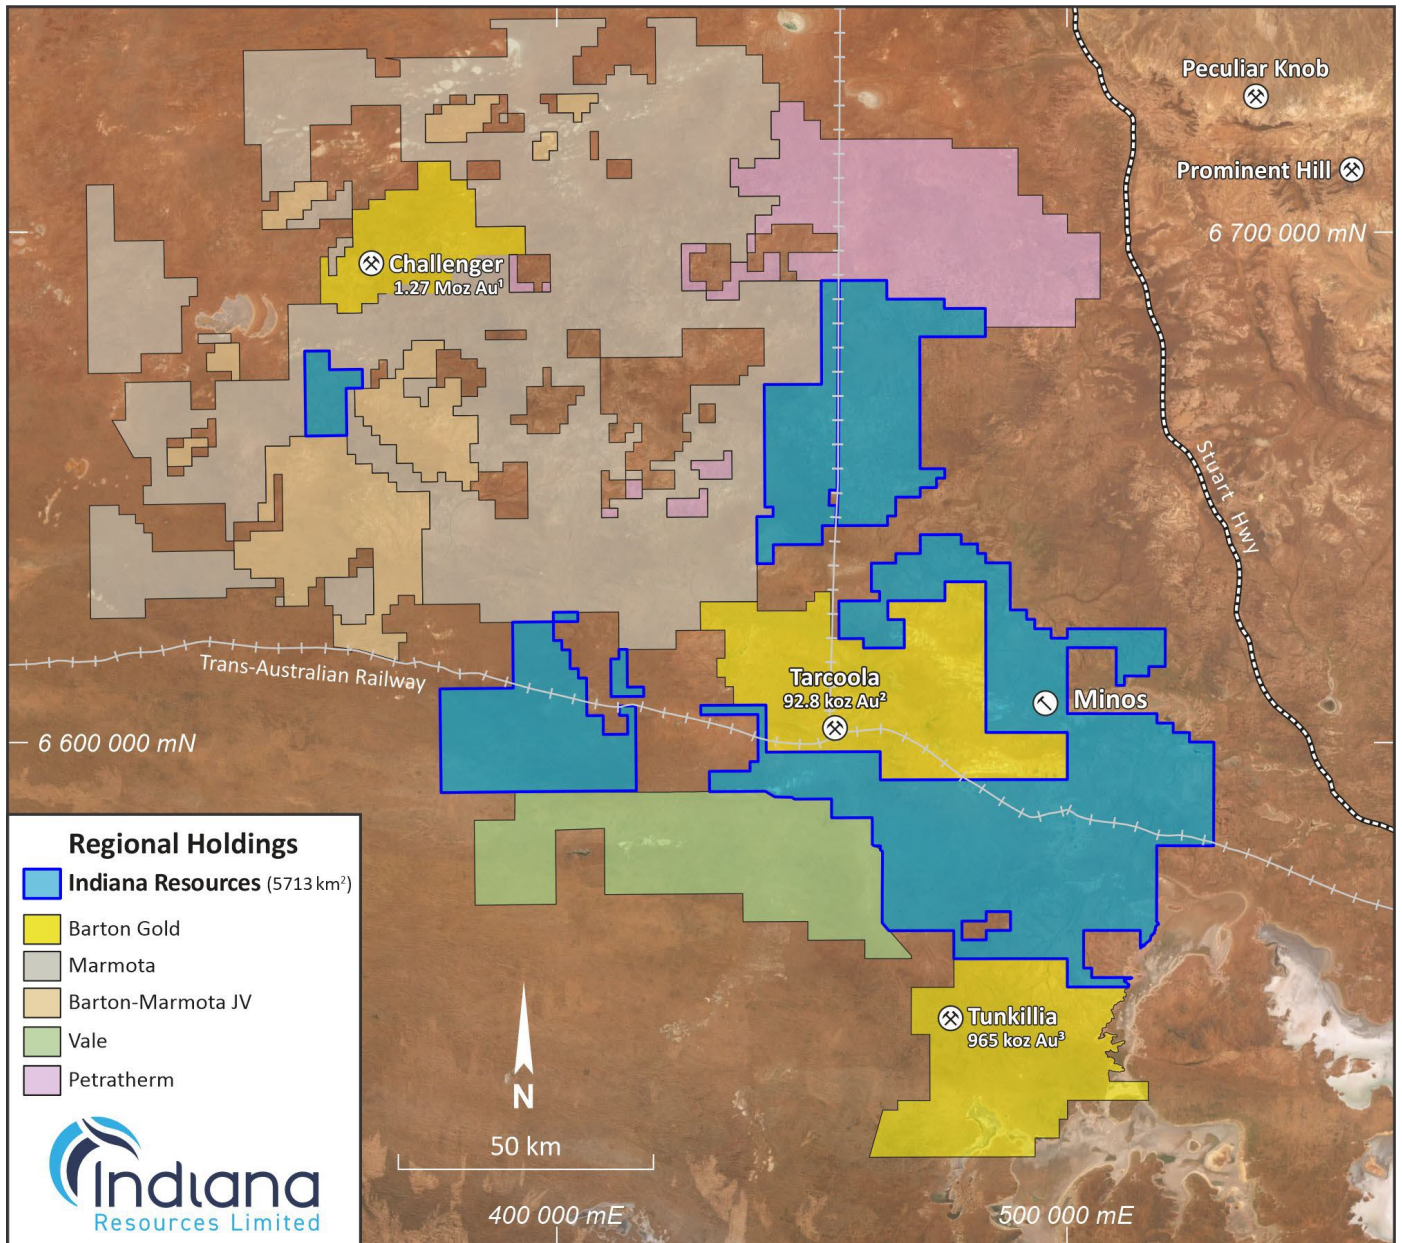 Peculiar Knob
Prominent Hill
6 700 000 mN
Challenger
1.27 Moz Au¹
Stuart Hwy
Trans-Australian Railway
Tarcoola
92.8 koz Au²
Minos
6 600 000 mN
Regional Holdings
Indiana Resources (5713 km²)
Barton Gold
Marmota
Barton-Marmota JV
Vale
Petratherm
Tunkillia
965 koz Au³
N
50 km
400 000 mE
500 000 mE
Indiana
Resources Limited